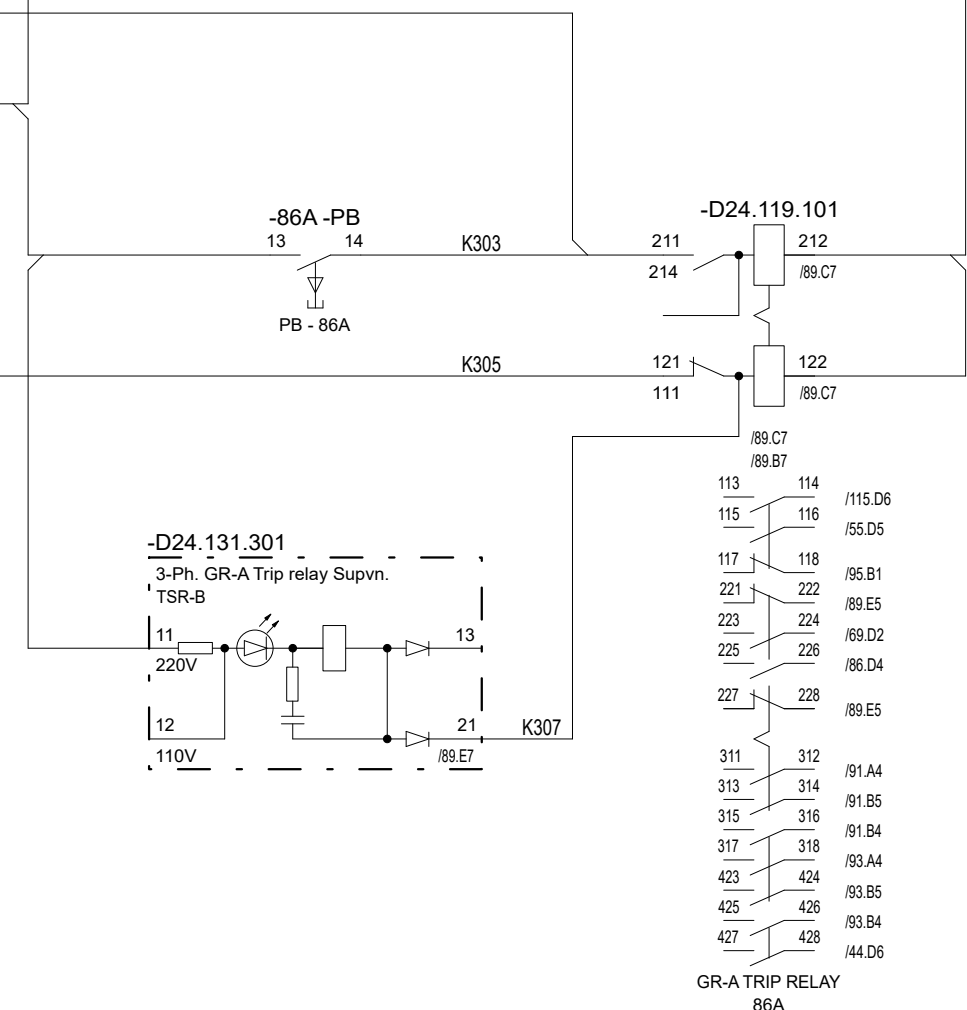 -D24.119.101
-86A -PB
13 14 K303 211 212
214 /89.C7
PB - 86A
K305 121 122
111 /89.C7
/89.C7
/89.B7
113 114 /115.D6
115 116 /55.D5
117 118 /95.B1
221 222 /89.E5
223 224 /69.D2
225 226 /86.D4
227 228 /89.E5
311 312 /91.A4
313 314 /91.B5
315 316 /91.B4
317 318 /93.A4
423 424 /93.B5
425 426 /93.B4
427 428 /44.D6
GR-A TRIP RELAY
86A
-D24.131.301
3-Ph. GR-A Trip relay Supvn.
TSR-B
11 13
220V
12 21 K307
110V /89.E7